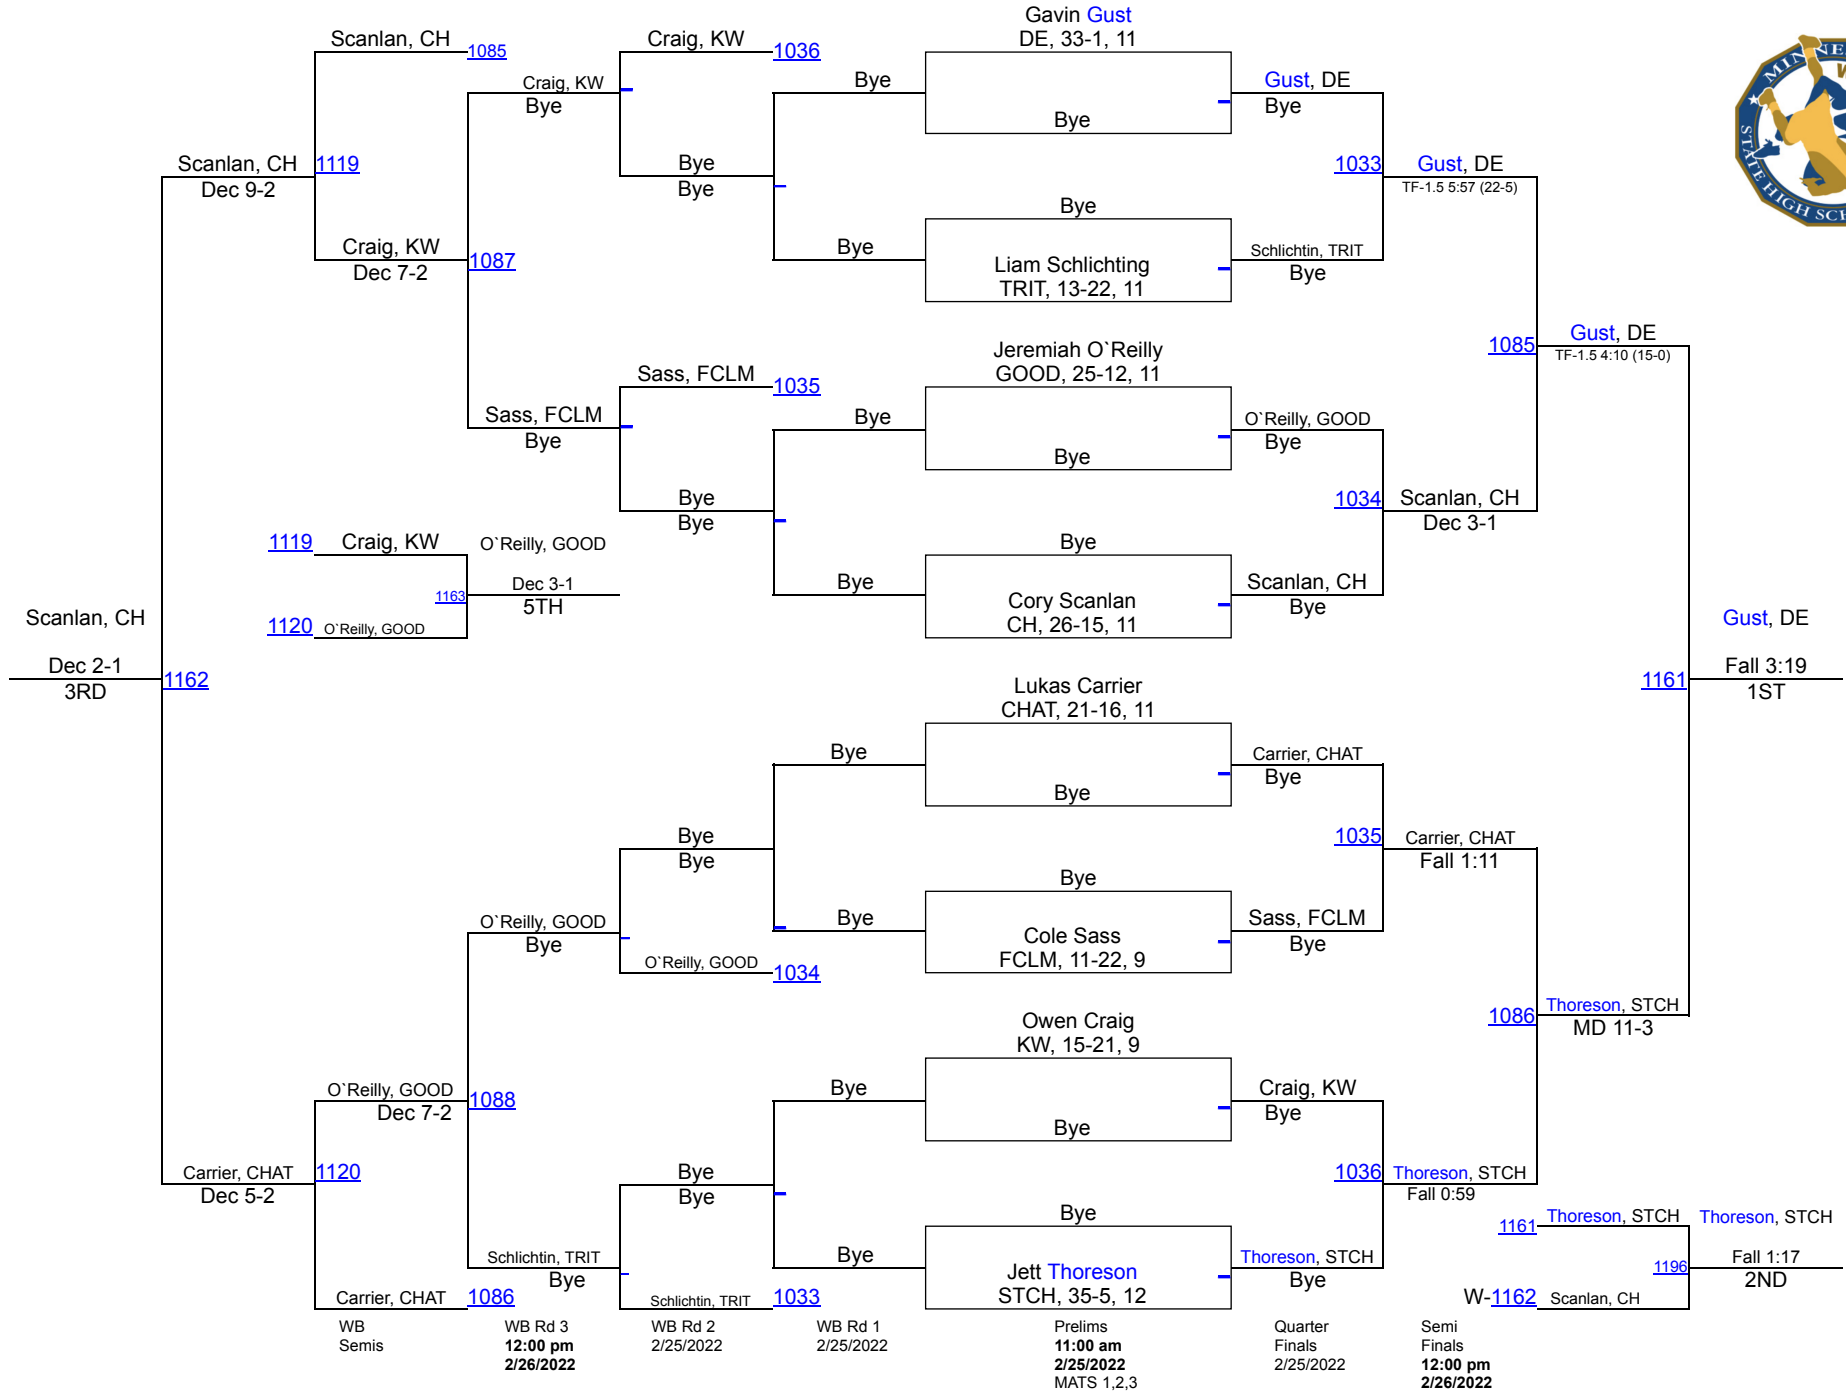 Gavin Gust
DE, 33-1, 11
Bye
Bye
Liam Schlichting
TRIT, 13-22, 11
Jeremiah O`Reilly
GOOD, 25-12, 11
Bye
Bye
Cory Scanlan
CH, 26-15, 11
Lukas Carrier
CHAT, 21-16, 11
Bye
Bye
Cole Sass
FCLM, 11-22, 9
Owen Craig
KW, 15-21, 9
Bye
Bye
Jett Thoreson
STCH, 35-5, 12
Prelims
11:00 am
2/25/2022
MATS 1,2,3
Gust, DE
Bye
1033
Schlichtin, TRIT
Bye
O`Reilly, GOOD
Bye
1034
Scanlan, CH
Bye
Carrier, CHAT
Bye
1035
Sass, FCLM
Bye
Craig, KW
Bye
1036
Thoreson, STCH
Bye
Quarter
Finals
2/25/2022
Gust, DE
TF-1.5 5:57 (22-5)
1085
Scanlan, CH
Dec 3-1
Carrier, CHAT
Fall 1:11
1086
Thoreson, STCH
Fall 0:59
Semi
Finals
12:00 pm
2/26/2022
Gust, DE
TF-1.5 4:10 (15-0)
1161
Thoreson, STCH
MD 11-3
Gust, DE
Fall 3:19
1ST
1161
Thoreson, STCH
1196
W-1162
Scanlan, CH
Thoreson, STCH
Fall 1:17
2ND
Bye
Bye
Bye
Bye
Bye
Bye
Bye
Bye
WB Rd 1
2/25/2022
Craig, KW
1036
Bye
Bye
Sass, FCLM
1035
Bye
Bye
Bye
Bye
O`Reilly, GOOD
1034
Bye
Bye
Schlichtin, TRIT
1033
WB Rd 2
2/25/2022
Craig, KW
Bye
1087
Sass, FCLM
Bye
O`Reilly, GOOD
Bye
1088
Schlichtin, TRIT
Bye
WB Rd 3
12:00 pm
2/26/2022
Scanlan, CH
1085
1119
Craig, KW
Dec 7-2
O`Reilly, GOOD
Dec 7-2
1120
Carrier, CHAT
1086
WB
Semis
1119
Craig, KW
1163
1120
O`Reilly, GOOD
O`Reilly, GOOD
Dec 3-1
5TH
Scanlan, CH
Dec 9-2
1162
Carrier, CHAT
Dec 5-2
Scanlan, CH
Dec 2-1
3RD
STATE HIGH